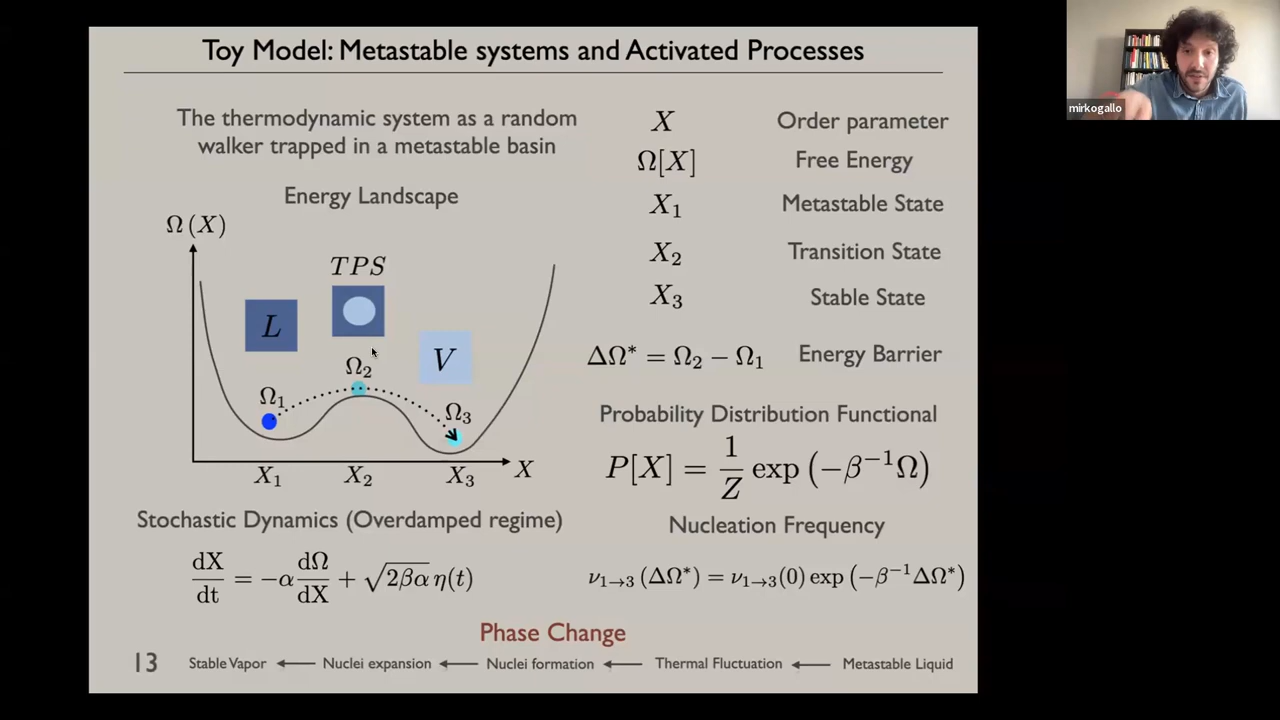 Toy Model: Metastable systems and Activated Processes
The thermodynamic system as a random
walker trapped in a metastable basin
Energy Landscape
Ω (X)
TPS
L
V
Ω₂
Ω₁
Ω₃
X₁ X₂ X₃ X
Stochastic Dynamics (Overdamped regime)
dX/dt = −α dΩ/dX + √(2βα) η(t)
X Order parameter
Ω[X] Free Energy
X₁ Metastable State
X₂ Transition State
X₃ Stable State
ΔΩ* = Ω₂ − Ω₁ Energy Barrier
Probability Distribution Functional
P[X] = 1/Z exp (−β⁻¹Ω)
Nucleation Frequency
ν₁→₃ (ΔΩ*) = ν₁→₃(0) exp (−β⁻¹ΔΩ*)
Phase Change
13 Stable Vapor ← Nuclei expansion ← Nuclei formation ← Thermal Fluctuation ← Metastable Liquid
mirkogallo